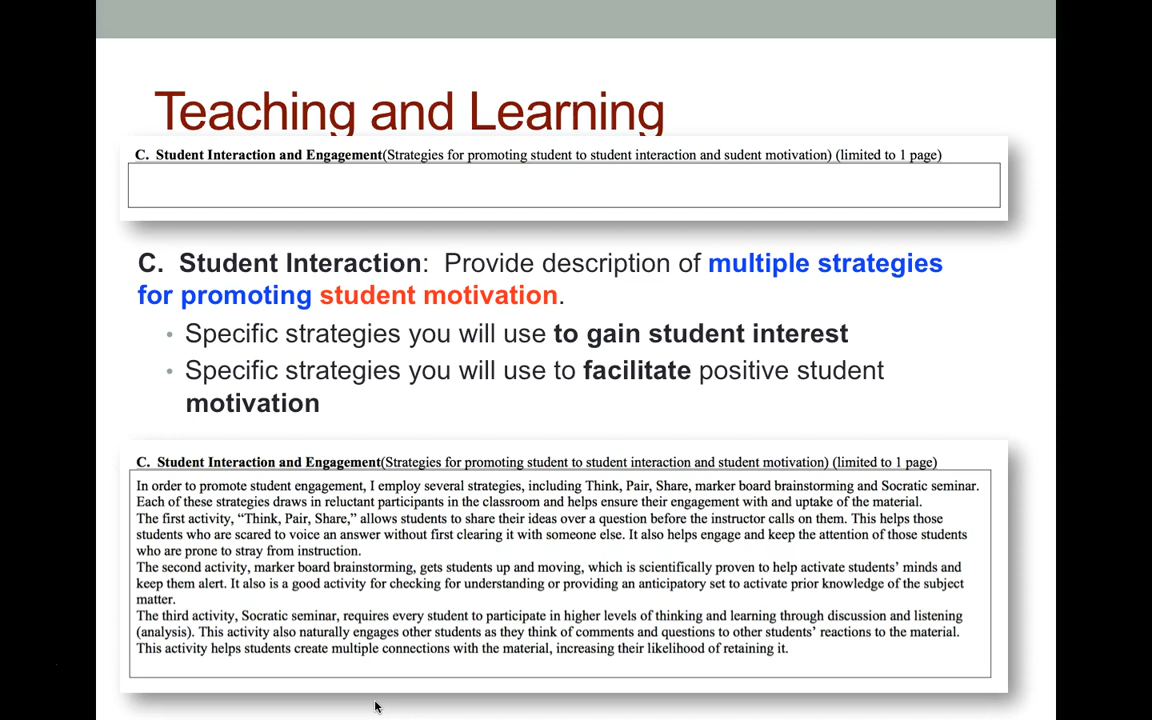 Teaching and Learning
C. Student Interaction and Engagement(Strategies for promoting student to student interaction and sudent motivation) (limited to 1 page)
C. Student Interaction: Provide description of multiple strategies
for promoting student motivation.
• Specific strategies you will use to gain student interest
• Specific strategies you will use to facilitate positive student
motivation
C. Student Interaction and Engagement(Strategies for promoting student to student interaction and student motivation) (limited to 1 page)
In order to promote student engagement, I employ several strategies, including Think, Pair, Share, marker board brainstorming and Socratic seminar.
Each of these strategies draws in reluctant participants in the classroom and helps ensure their engagement with and uptake of the material.
The first activity, “Think, Pair, Share,” allows students to share their ideas over a question before the instructor calls on them. This helps those
students who are scared to voice an answer without first clearing it with someone else. It also helps engage and keep the attention of those students
who are prone to stray from instruction.
The second activity, marker board brainstorming, gets students up and moving, which is scientifically proven to help activate students’ minds and
keep them alert. It also is a good activity for checking for understanding or providing an anticipatory set to activate prior knowledge of the subject
matter.
The third activity, Socratic seminar, requires every student to participate in higher levels of thinking and learning through discussion and listening
(analysis). This activity also naturally engages other students as they think of comments and questions to other students’ reactions to the material.
This activity helps students create multiple connections with the material, increasing their likelihood of retaining it.